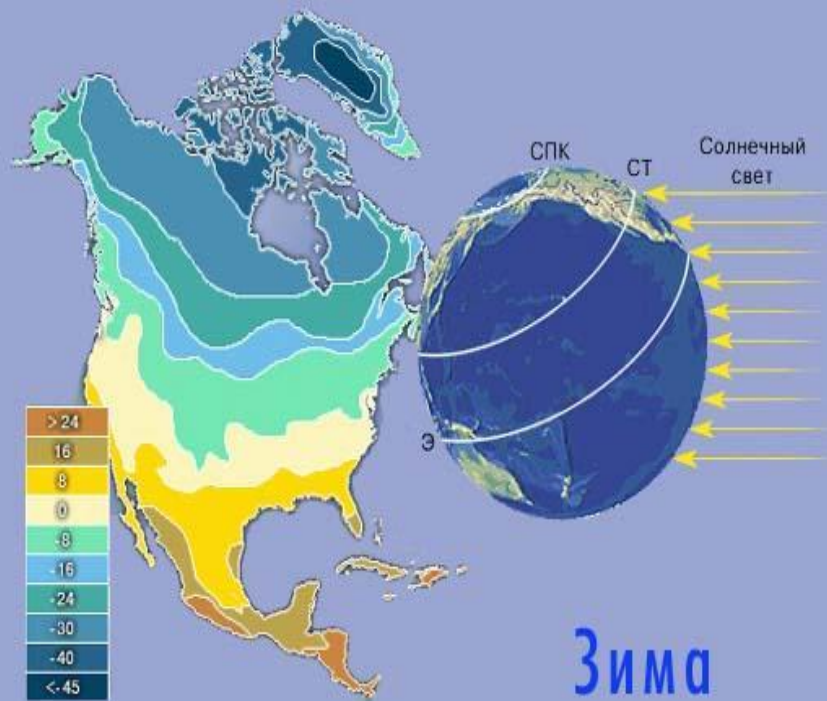 СПК
СТ
Солнечный
свет
Э
>24
16
8
0
-8
-16
-24
-30
-40
<-45
Зима